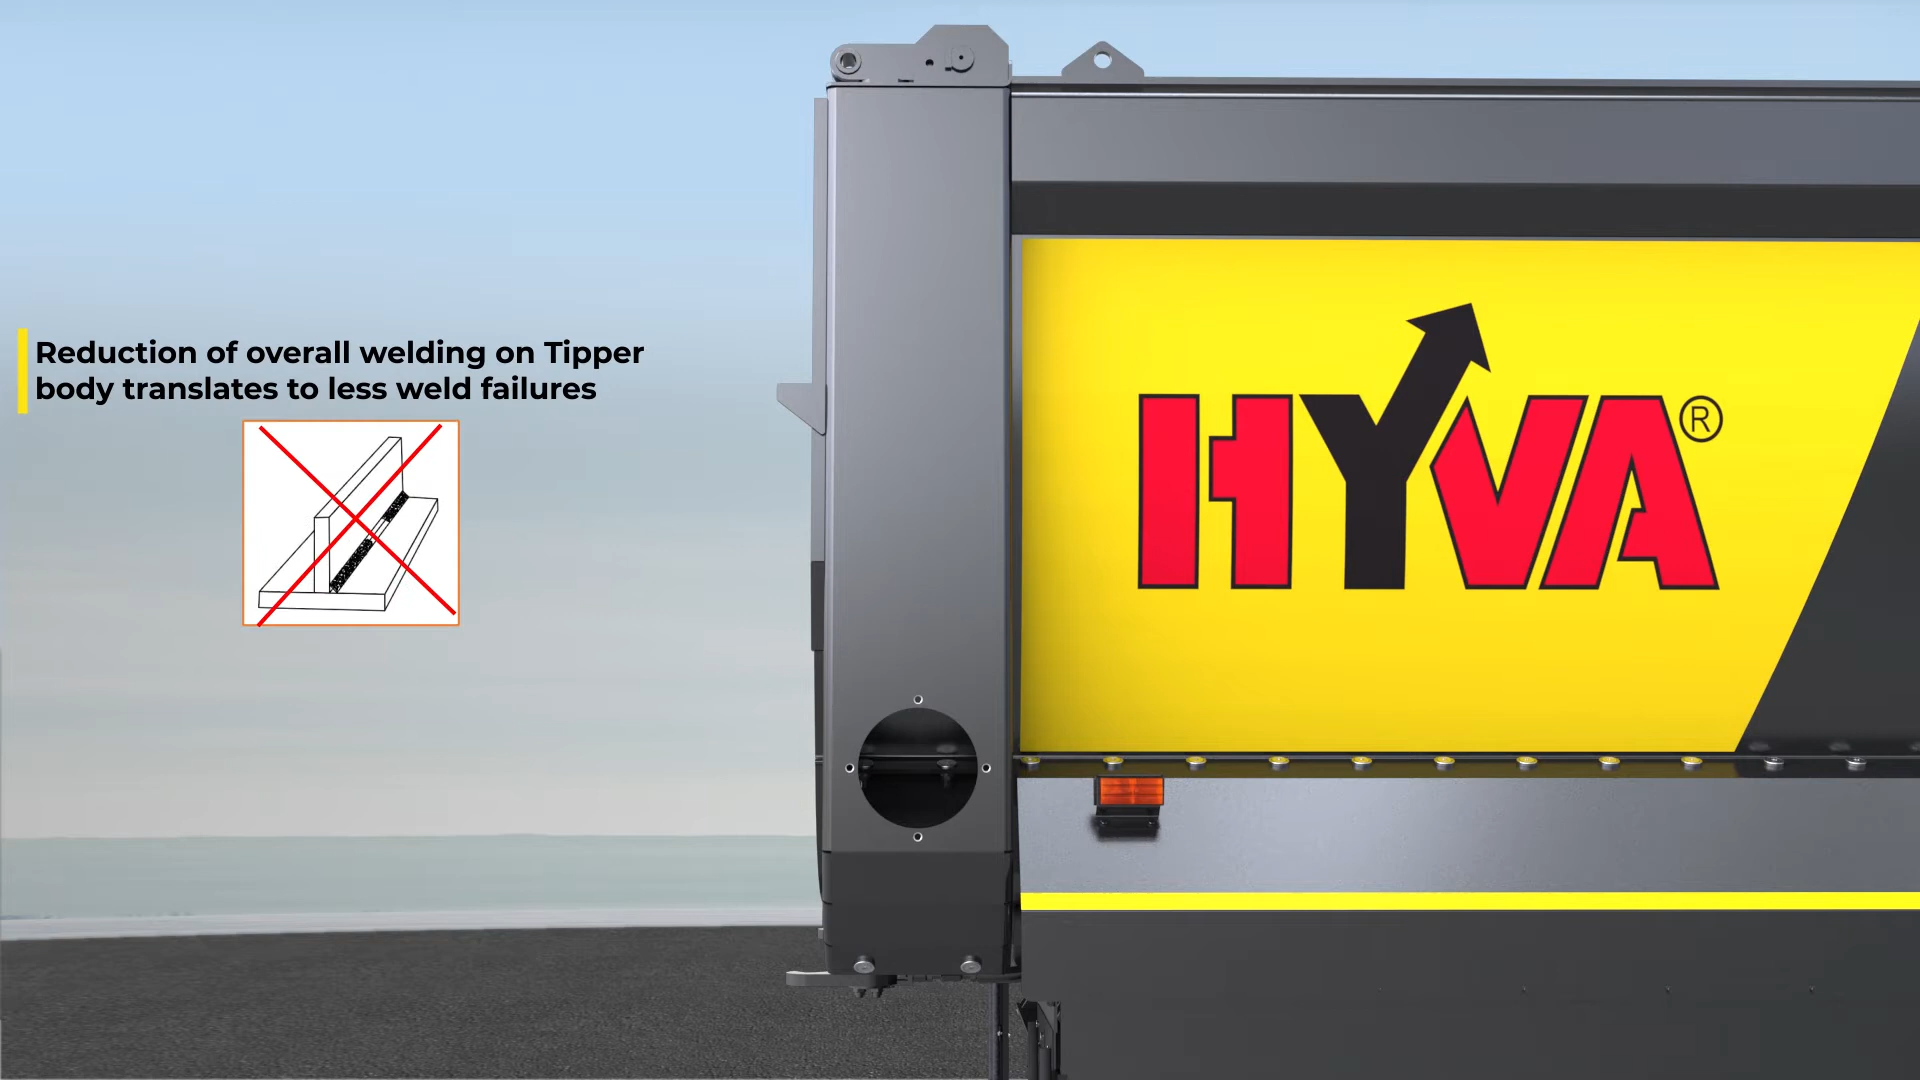 Reduction of overall welding on Tipper
body translates to less weld failures
HYVA®